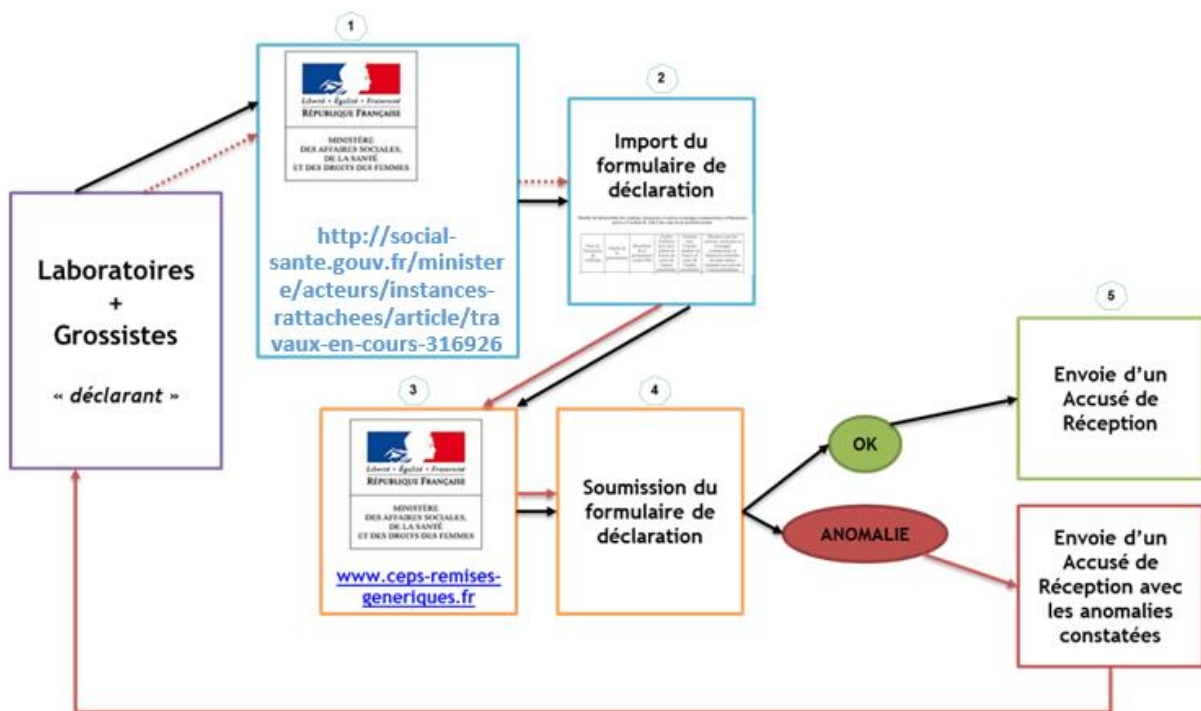 1
Liberté • Égalité • Fraternité
RÉPUBLIQUE FRANÇAISE
MINISTÈRE
DES AFFAIRES SOCIALES,
DE LA SANTÉ
ET DES DROITS DES FEMMES
http://social-
sante.gouv.fr/minister
e/acteurs/instances-
rattachees/article/tra
vaux-en-cours-316926
2
Import du
formulaire de
déclaration
Laboratoires
+
Grossistes
« déclarant »
3
Liberté • Égalité • Fraternité
RÉPUBLIQUE FRANÇAISE
MINISTÈRE
DES AFFAIRES SOCIALES,
DE LA SANTÉ
ET DES DROITS DES FEMMES
www.ceps-remises-
generiques.fr
4
Soumission du
formulaire de
déclaration
OK
ANOMALIE
5
Envoie d'un
Accusé de
Réception
Envoie d'un
Accusé de
Réception avec
les anomalies
constatées